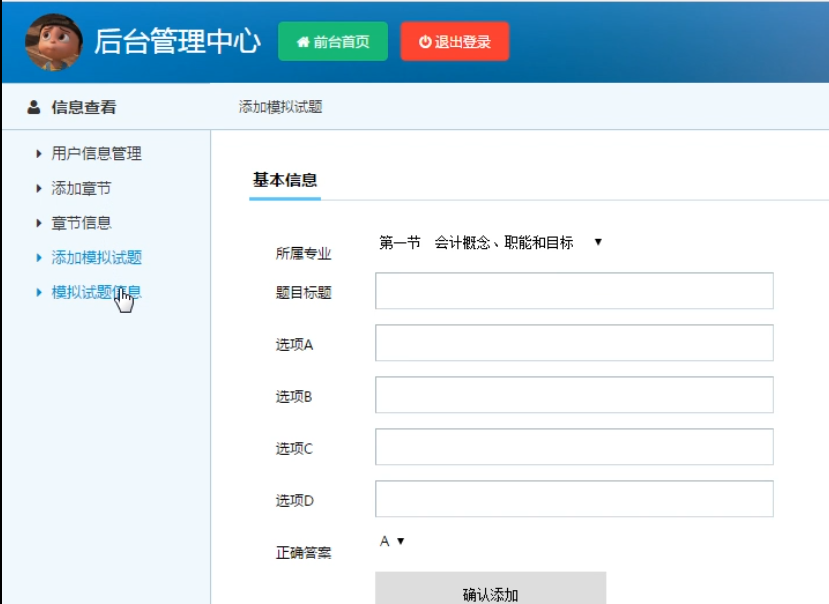 后台管理中心 前台首页 退出登录
信息查看 添加模拟试题
用户信息管理
添加章节
章节信息
添加模拟试题
模拟试题信息
基本信息
所属专业 第一节 会计概念、职能和目标
题目标题
选项A
选项B
选项C
选项D
正确答案 A
确认添加